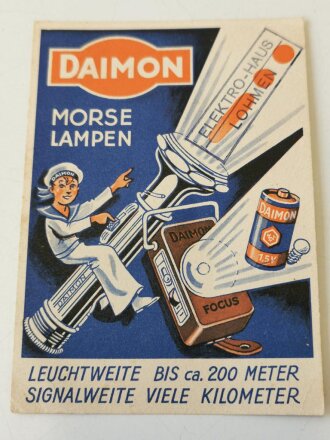 DAIMON
MORSE
LAMPEN
ELEKTRO-HAUS
LOHMEN
DAIMON
DAIMON
DAIMON
DAIMON
1,5 V
FOCUS
LEUCHTWEITE BIS ca. 200 METER
SIGNALWEITE VIELE KILOMETER